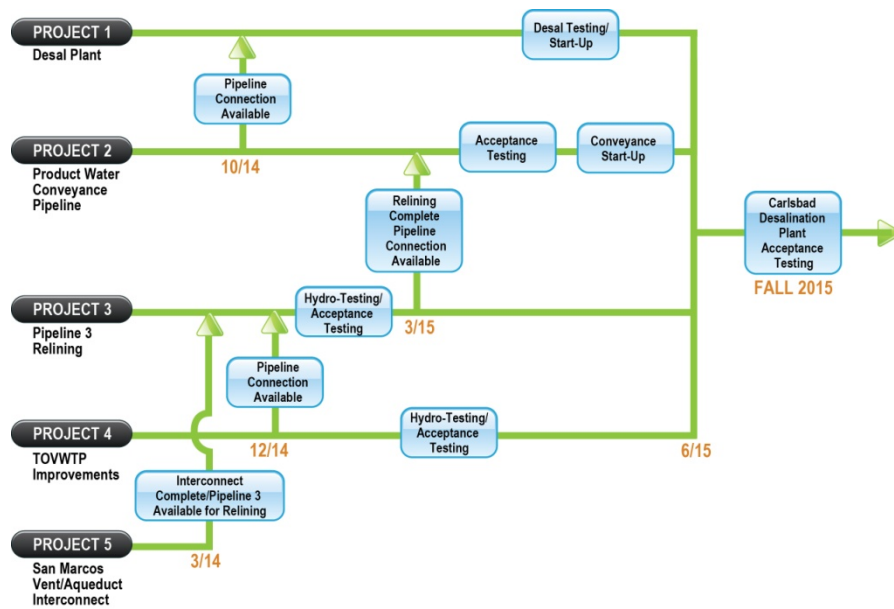 PROJECT 1
Desal Plant
Desal Testing/
Start-Up
Pipeline
Connection
Available
PROJECT 2
Product Water
Conveyance
Pipeline
10/14
Acceptance
Testing
Conveyance
Start-Up
Relining
Complete
Pipeline
Connection
Available
Carlsbad
Desalination
Plant
Acceptance
Testing
FALL 2015
PROJECT 3
Pipeline 3
Relining
Hydro-Testing/
Acceptance
Testing
3/15
Pipeline
Connection
Available
PROJECT 4
TOVWTP
Improvements
12/14
Hydro-Testing/
Acceptance
Testing
6/15
Interconnect
Complete/Pipeline 3
Available for Relining
PROJECT 5
San Marcos
Vent/Aqueduct
Interconnect
3/14